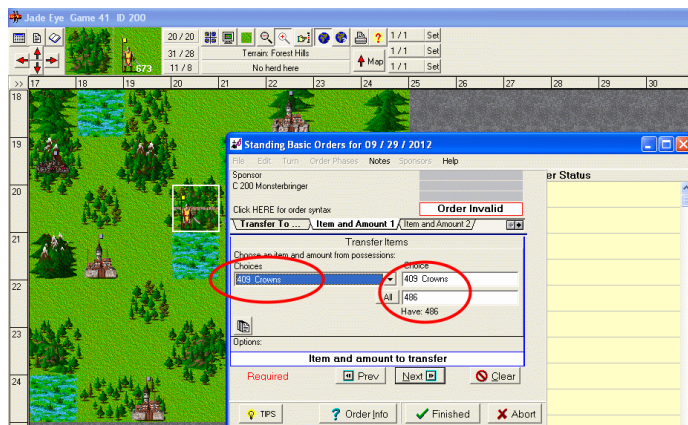 Jade Eye Game 41 ID 200
20 / 20
31 / 28
11 / 8
673
Terrain: Forest Hills
No herd here
Map
1 / 1 Set
1 / 1 Set
1 / 1 Set
>> 17 18 19 20 21 22 23 24 25 26 27 28 29 30
18
19
20
21
22
23
24
Standing Basic Orders for 09 / 29 / 2012
File Edit Turn Order Phases Notes Sponsors Help
Sponsor
C 200 Monsterbringer
Click HERE for order syntax
Order Invalid
er Status
Transfer To ... Item and Amount 1 Item and Amount 2
Transfer Items
Choose an item and amount from possessions:
Choices
Choice
409 Crowns
409 Crowns
All
486
Have: 486
Options:
Item and amount to transfer
Required
Prev
Next
Clear
TIPS
Order Info
Finished
Abort